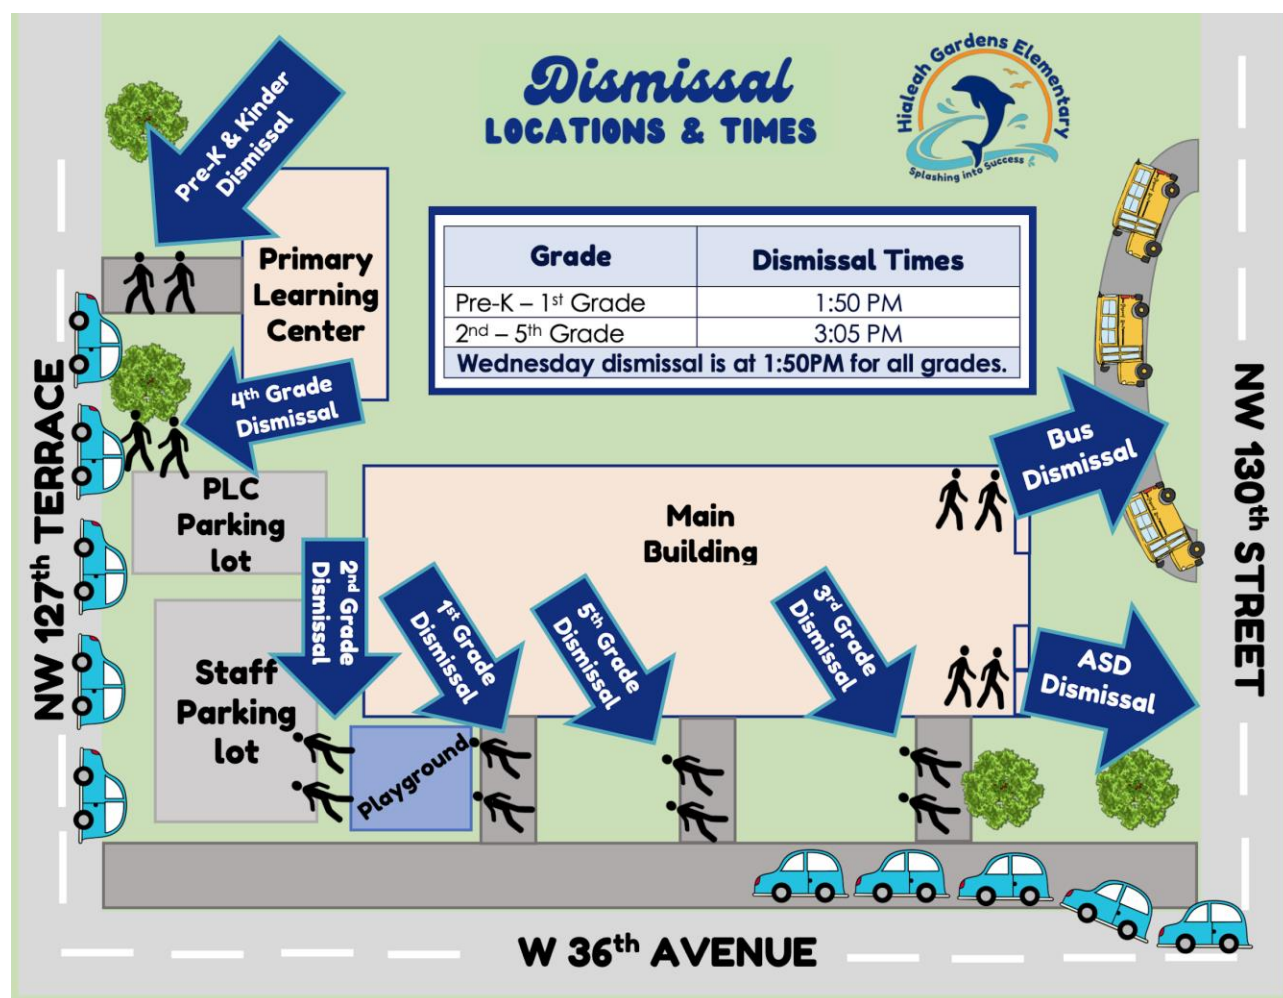 Dismissal
LOCATIONS & TIMES
Hialeah Gardens Elementary
Splashing into Success
Pre-K & Kinder
Dismissal
Primary
Learning
Center
Grade
Dismissal Times
Pre-K – 1st Grade
1:50 PM
2nd – 5th Grade
3:05 PM
Wednesday dismissal is at 1:50PM for all grades.
4th Grade
Dismissal
NW 127th TERRACE
PLC
Parking
lot
Main
Building
Bus
Dismissal
NW 130th STREET
2nd Grade
Dismissal
1st Grade
Dismissal
5th Grade
Dismissal
3rd Grade
Dismissal
ASD
Dismissal
Staff
Parking
lot
Playground
W 36th AVENUE